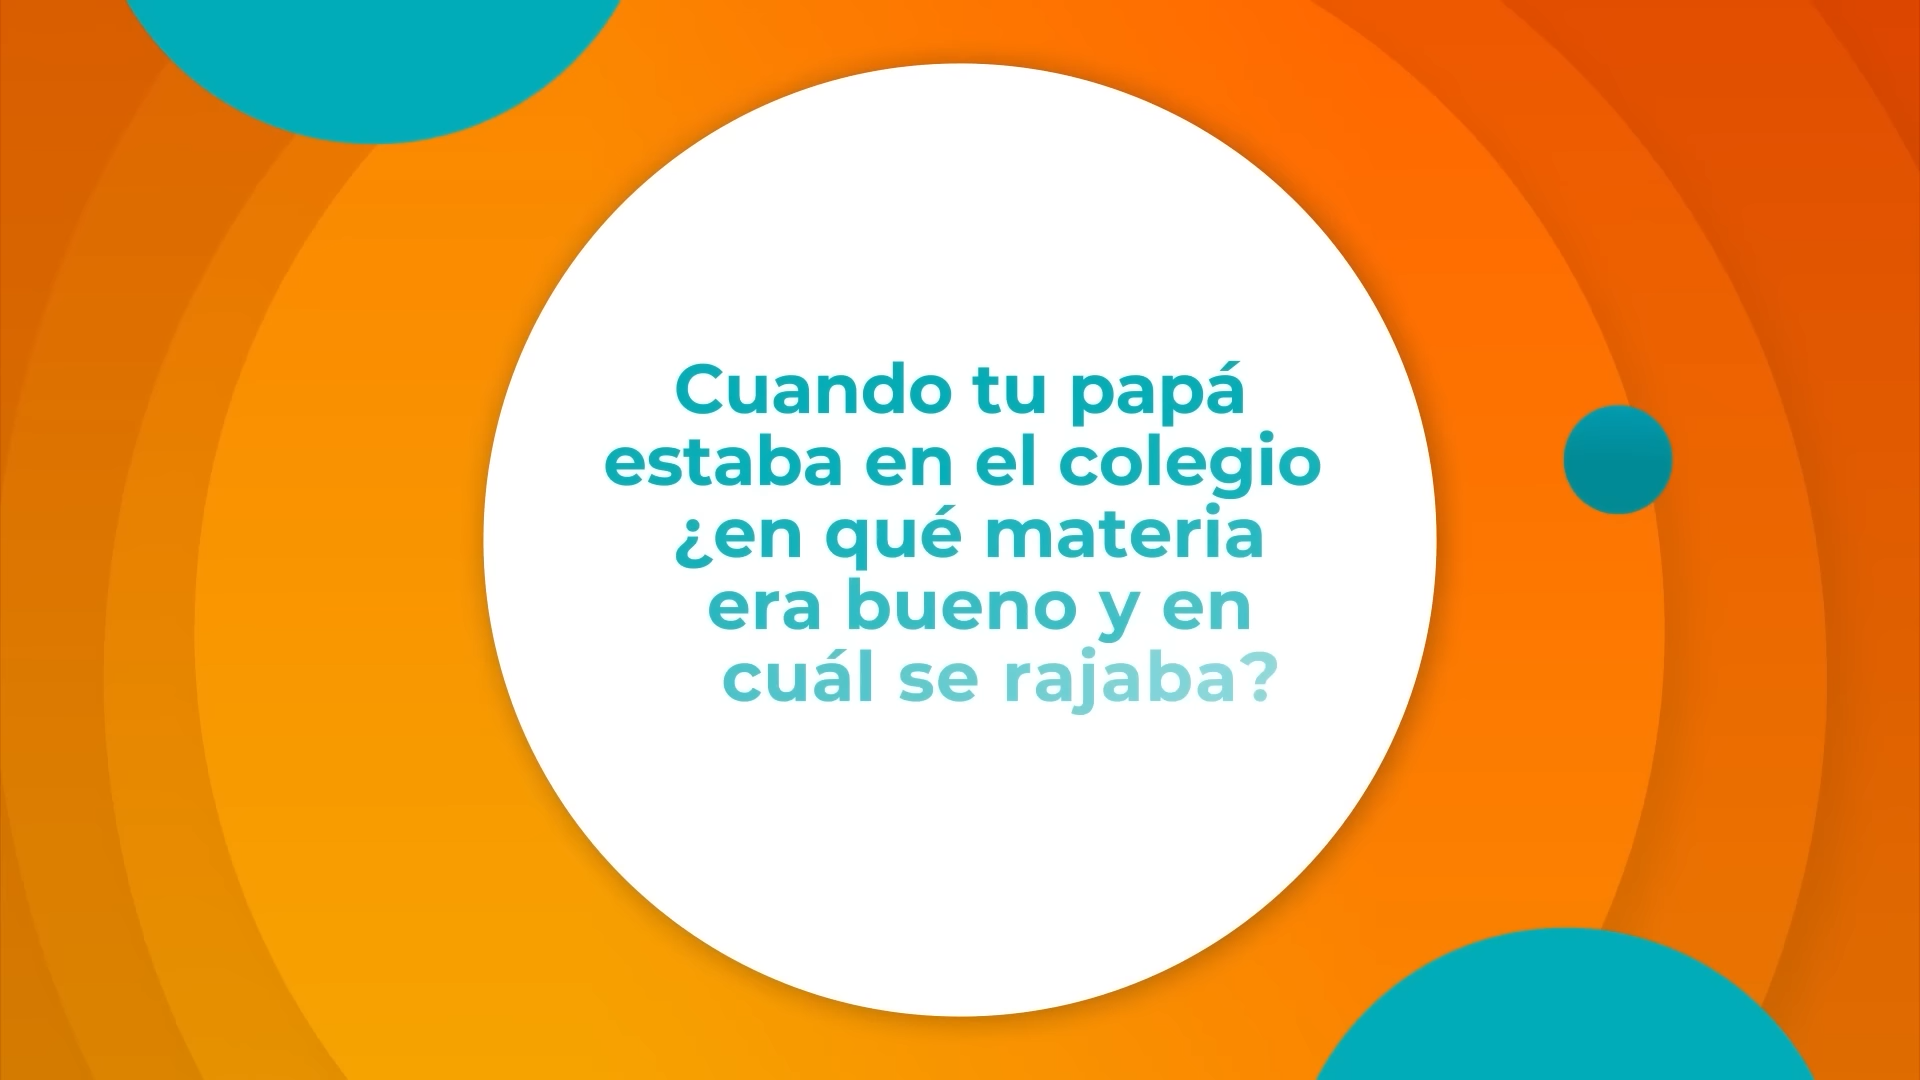 Cuando tu papá
estaba en el colegio
¿en qué materia
era bueno y en
cuál se rajaba?